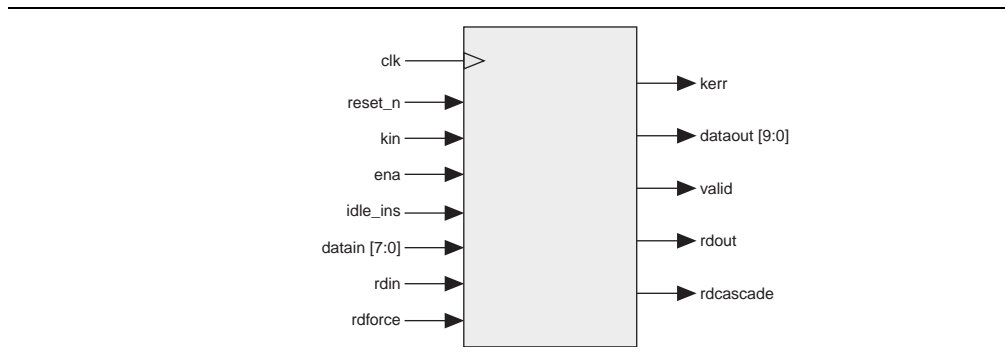 clk
reset_n
kin
ena
idle_ins
datain [7:0]
rdin
rdforce
kerr
dataout [9:0]
valid
rdout
rdcascade